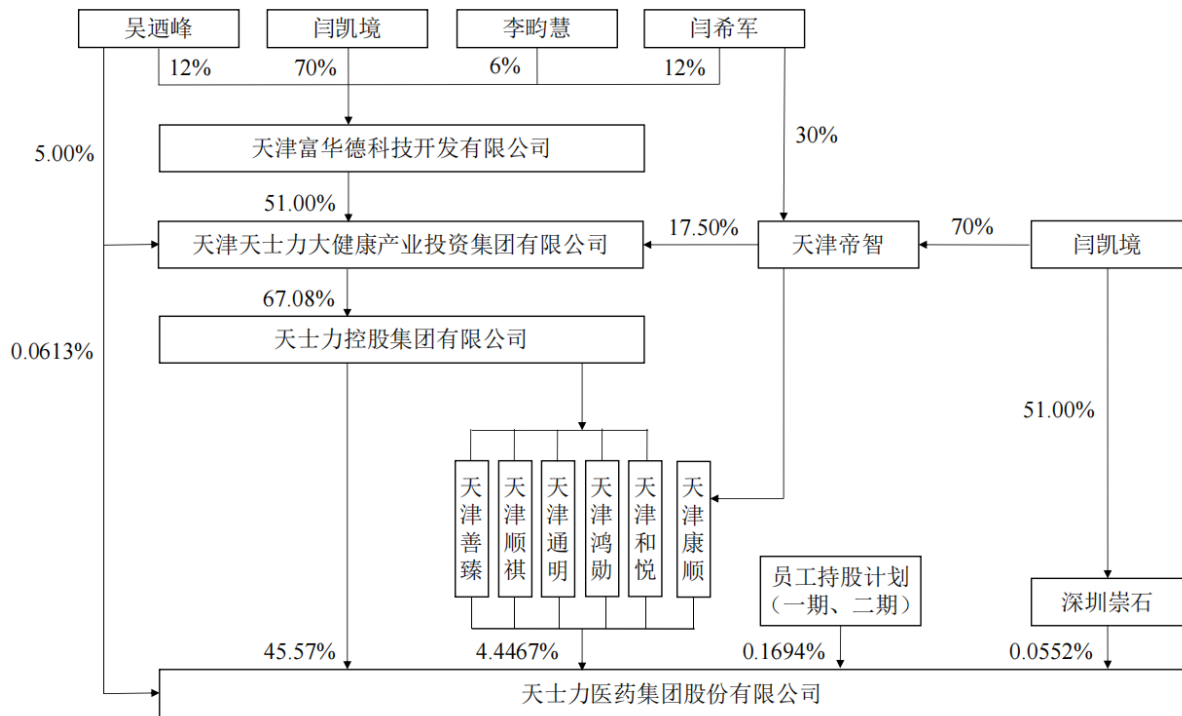 吴迺峰
闫凯境
李畇慧
闫希军
12%
70%
6%
12%
天津富华德科技开发有限公司
5.00%
30%
51.00%
天津天士力大健康产业投资集团有限公司
17.50%
天津帝智
70%
闫凯境
67.08%
天士力控股集团有限公司
0.0613%
51.00%
天津善臻
天津顺祺
天津通明
天津鸿勋
天津和悦
天津康顺
员工持股计划
（一期、二期）
深圳崇石
45.57%
4.4467%
0.1694%
0.0552%
天士力医药集团股份有限公司